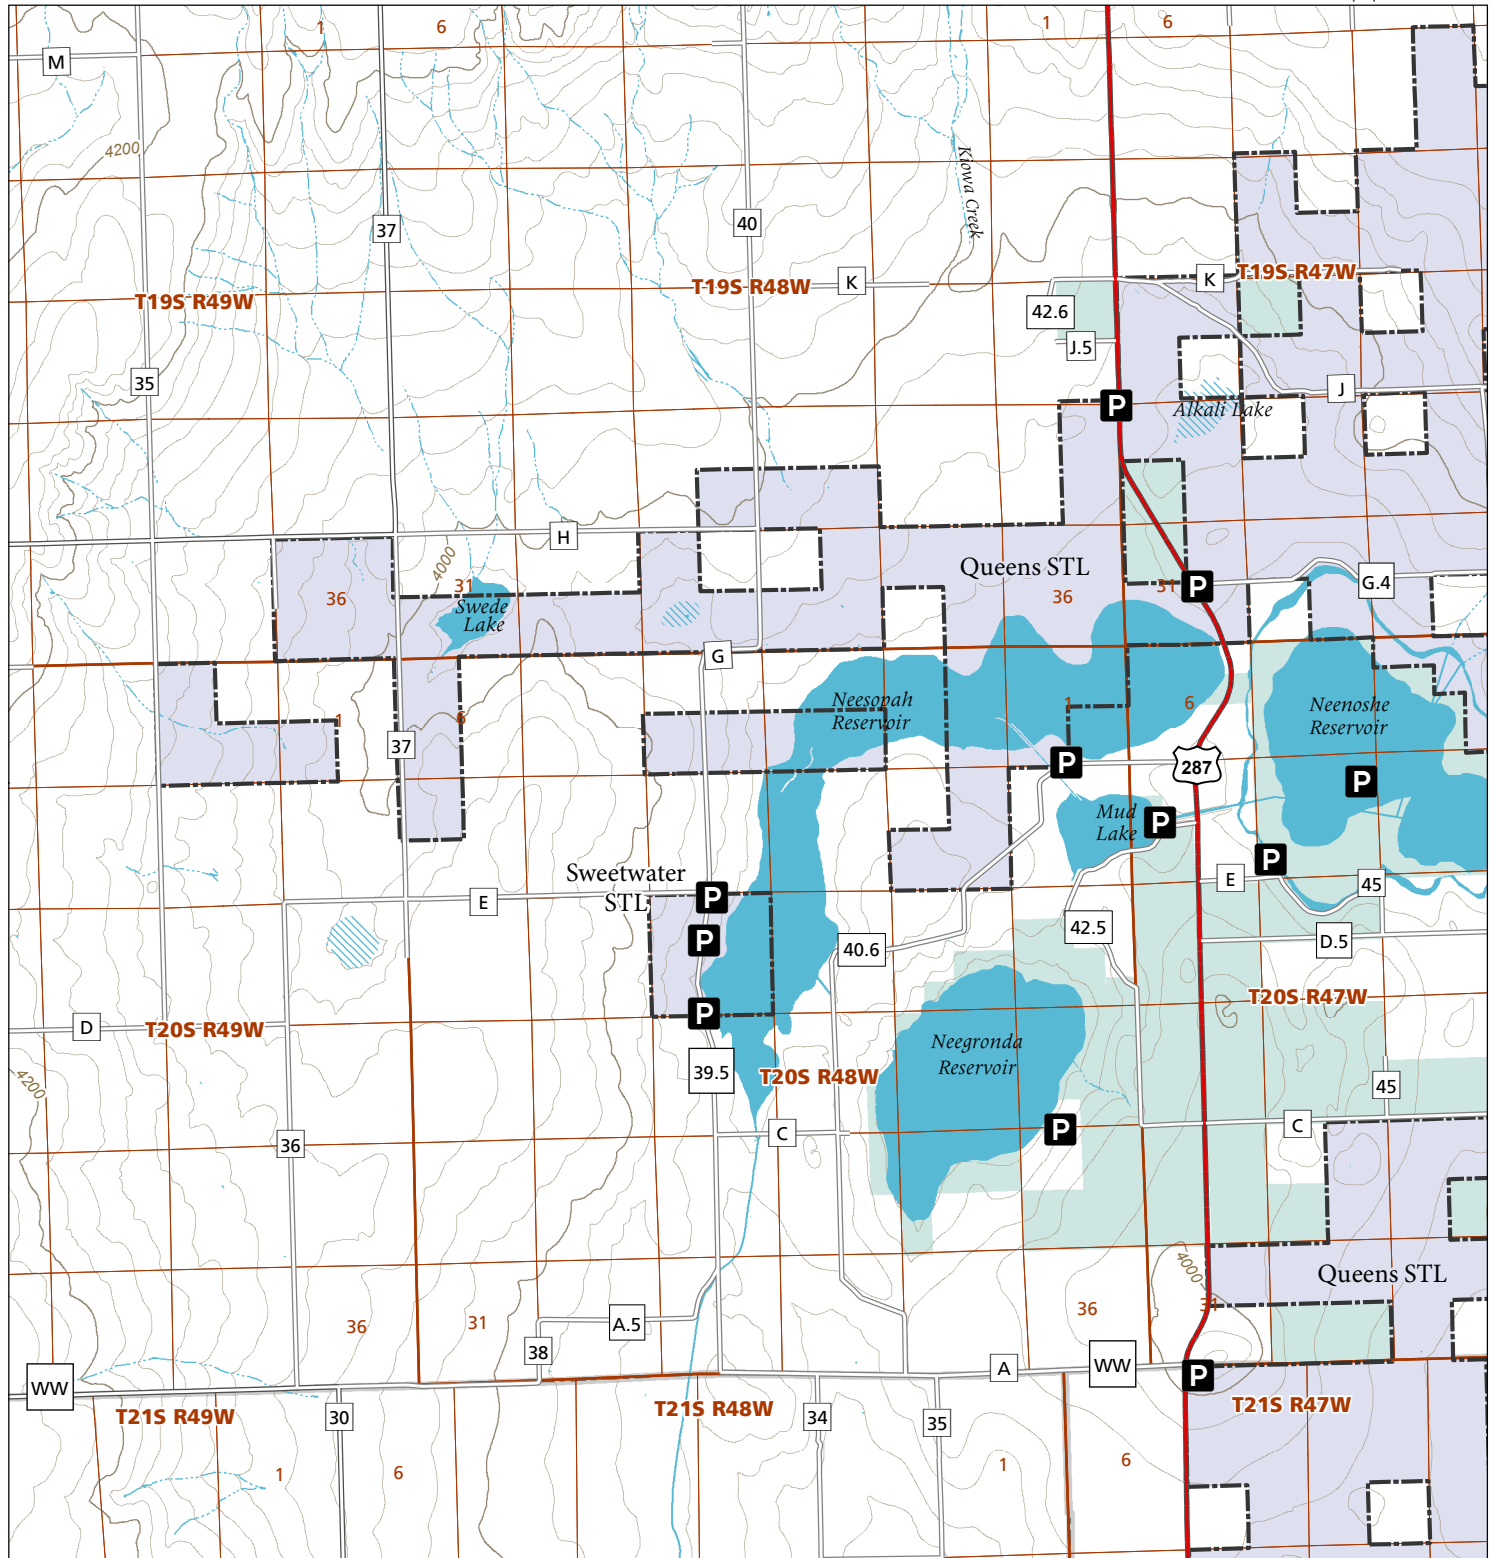 1
6
1
6
M
4200
Kiowa Creek
37
40
K
T19S R47W
K
T19S R48W
T19S R49W
42.6
J.5
35
J
P
Alkali Lake
H
4000
Queens STL
31
36
31
P
G.4
36
Swede
Lake
G
Neesopah
Reservoir
1
6
Neenoshe
Reservoir
1
6
37
P
287
P
Mud
Lake
P
P
Sweetwater
STL
P
E
E
45
P
42.5
40.6
D.5
T20S R47W
P
D
T20S R49W
Neegronda
Reservoir
39.5
T20S R48W
4200
45
C
P
C
36
4000
Queens STL
36
31
36
31
A.5
38
A
WW
P
WW
T21S R49W
30
T21S R48W
34
35
T21S R47W
1
6
1
6